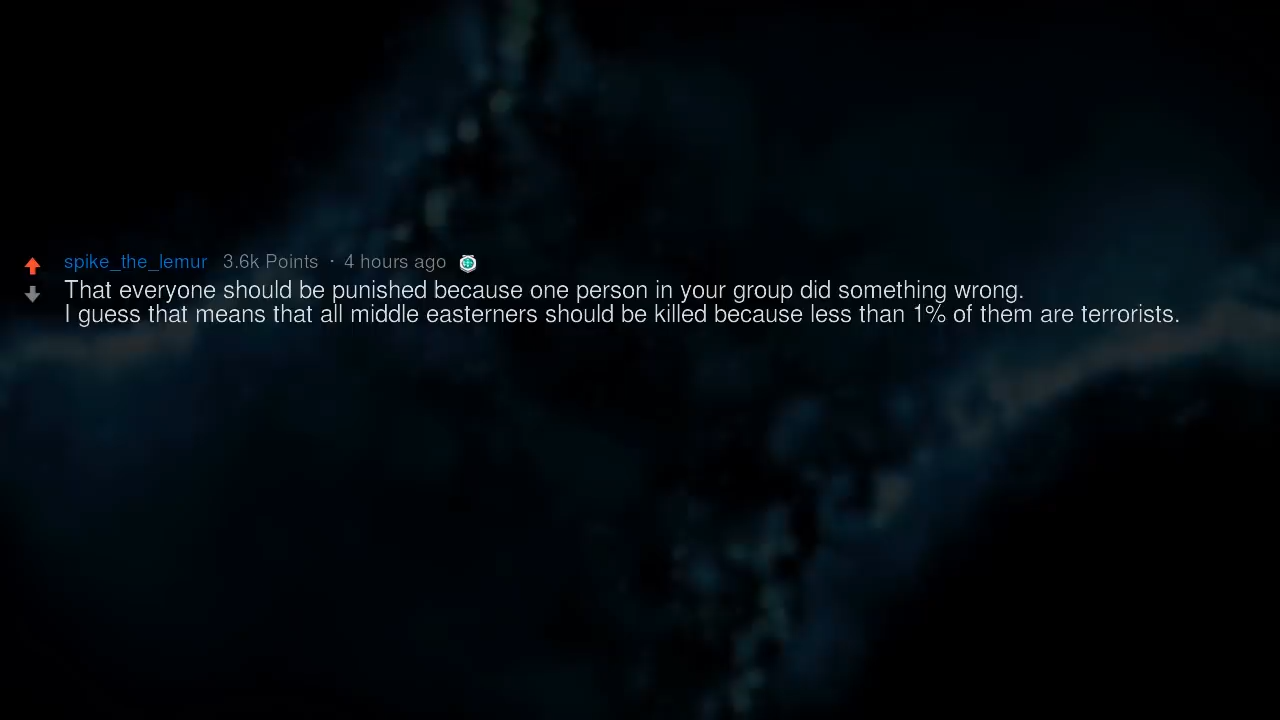 spike_the_lemur 3.6k Points · 4 hours ago
That everyone should be punished because one person in your group did something wrong.
I guess that means that all middle easterners should be killed because less than 1% of them are terrorists.